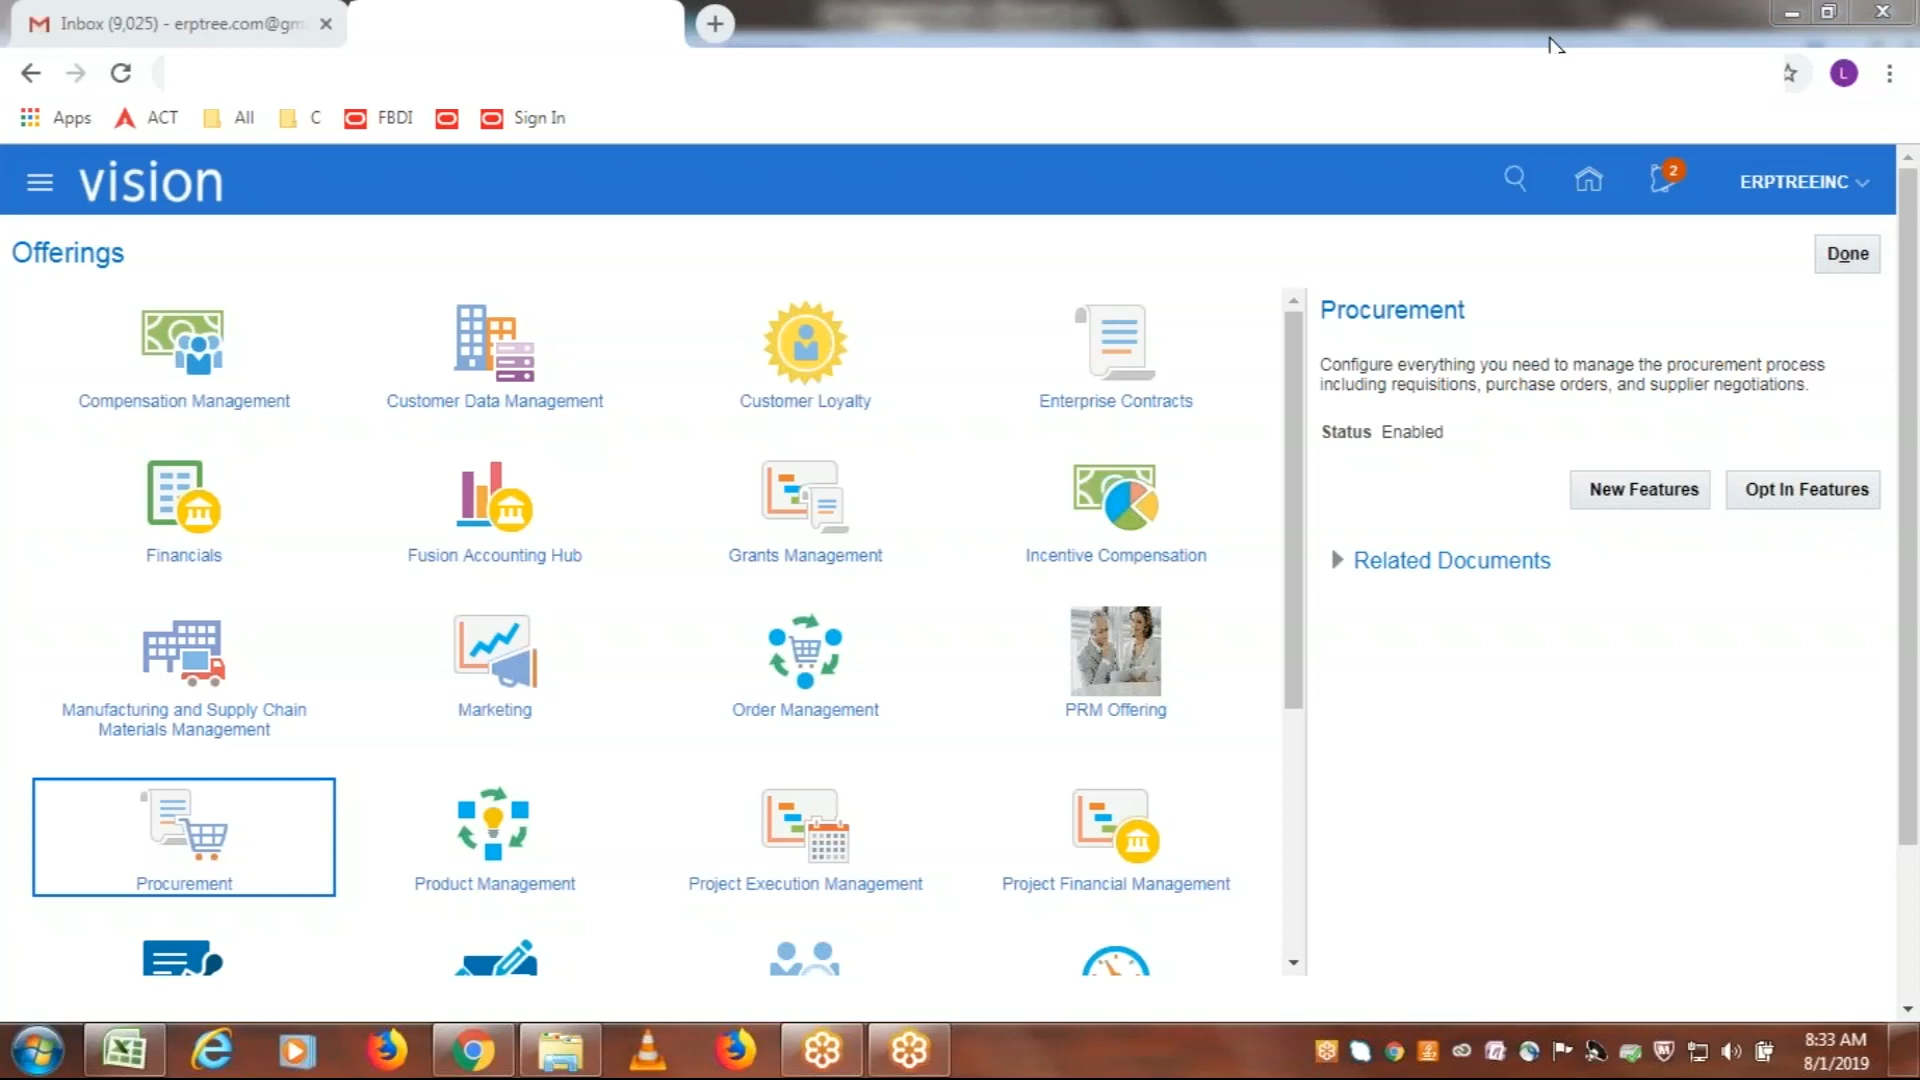 Inbox (9,025) - erptree.com@gm
Apps
ACT
All
C
FBDI
Sign In
vision
2
ERPTREEINC
L
Offerings
Done
Compensation Management
Customer Data Management
Customer Loyalty
Enterprise Contracts
Financials
Fusion Accounting Hub
Grants Management
Incentive Compensation
Manufacturing and Supply Chain
Materials Management
Marketing
Order Management
PRM Offering
Procurement
Product Management
Project Execution Management
Project Financial Management
Procurement
Configure everything you need to manage the procurement process
including requisitions, purchase orders, and supplier negotiations.
Status Enabled
New Features
Opt In Features
Related Documents
8:33 AM
8/1/2019